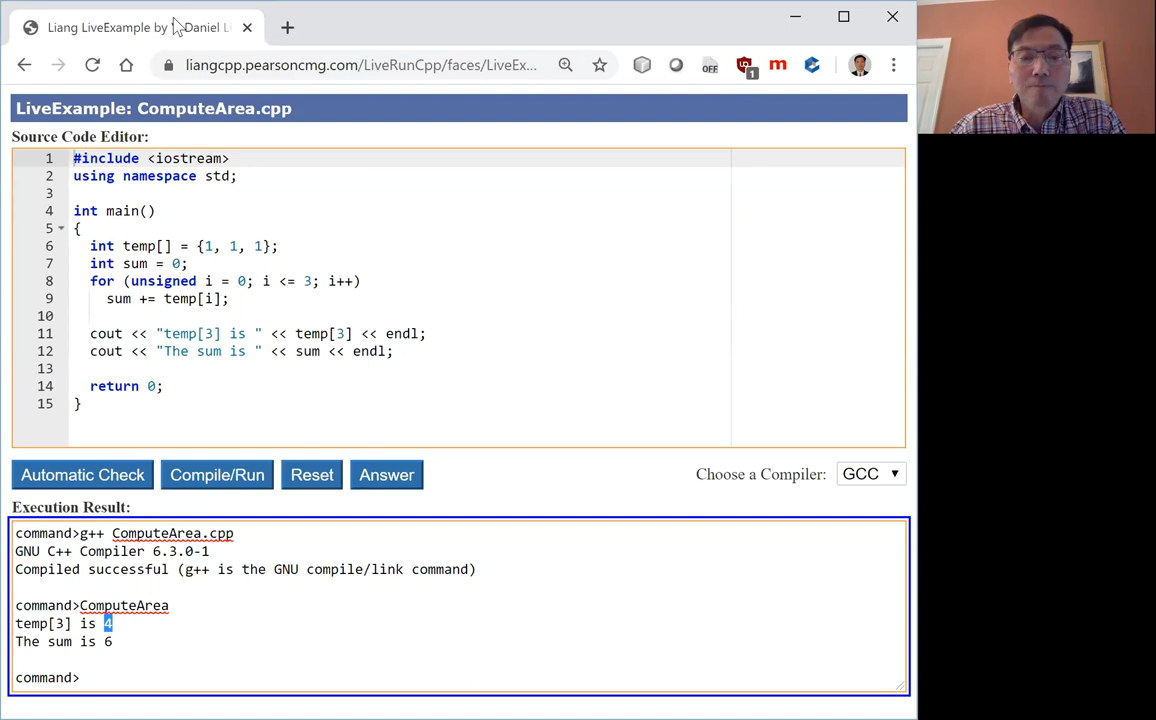 Liang LiveExample by Y. Daniel Li
liangcpp.pearsoncmg.com/LiveRunCpp/faces/LiveEx...
OFF
1
m
LiveExample: ComputeArea.cpp
Source Code Editor:
1 #include <iostream>
2 using namespace std;
3
4 int main()
5 {
6 int temp[] = {1, 1, 1};
7 int sum = 0;
8 for (unsigned i = 0; i <= 3; i++)
9 sum += temp[i];
10
11 cout << "temp[3] is " << temp[3] << endl;
12 cout << "The sum is " << sum << endl;
13
14 return 0;
15 }
Automatic Check Compile/Run Reset Answer Choose a Compiler: GCC
Execution Result:
command>g++ ComputeArea.cpp
GNU C++ Compiler 6.3.0-1
Compiled successful (g++ is the GNU compile/link command)
command>ComputeArea
temp[3] is 4
The sum is 6
command>